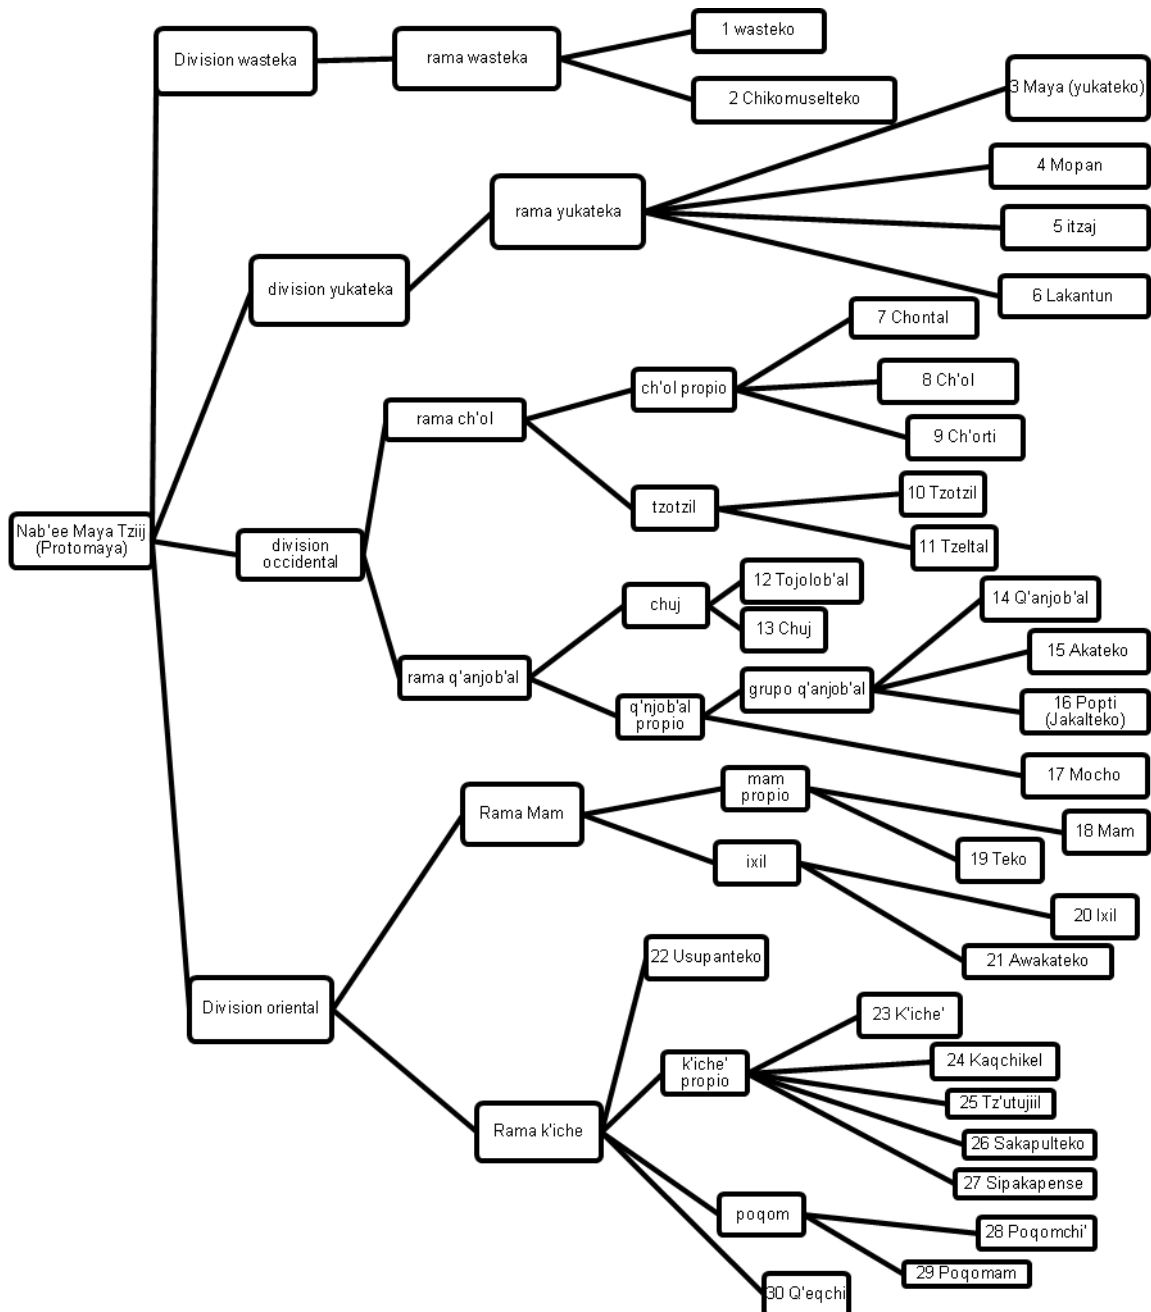 Division wasteka
rama wasteka
1 wasteko
2 Chikomuselteko
3 Maya (yukateko)
4 Mopan
rama yukateka
5 itzaj
division yukateka
6 Lakantun
7 Chontal
ch'ol propio
8 Ch'ol
rama ch'ol
9 Ch'orti
10 Tzotzil
tzotzil
Nab'ee Maya Tziij
(Protomaya)
division
occidental
11 Tzeltal
12 Tojolob'al
chuj
14 Q'anjob'al
13 Chuj
15 Akateko
rama q'anjob'al
grupo q'anjob'al
q'njob'al
propio
16 Popti
(Jakalteko)
17 Mocho
mam
propio
Rama Mam
18 Mam
19 Teko
ixil
20 Ixil
22 Usupanteko
21 Awakateko
Division oriental
23 K'iche'
k'iche'
propio
24 Kaqchikel
25 Tz'utujiil
Rama k'iche
26 Sakapulteko
27 Sipakapense
poqom
28 Poqomchi'
29 Poqomam
30 Q'eqchi